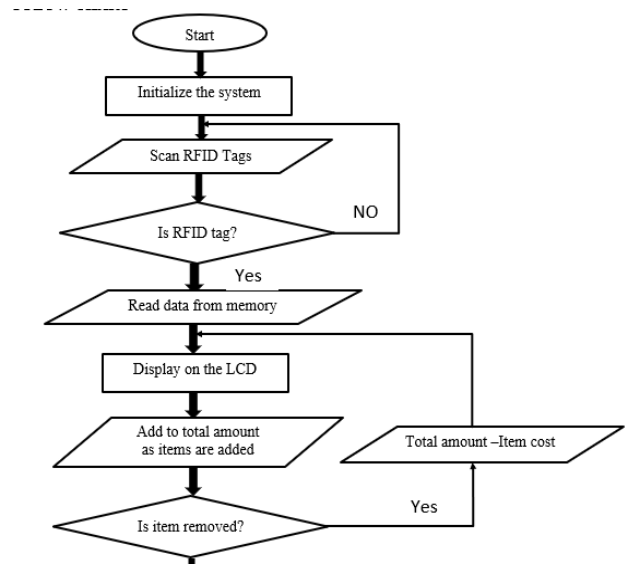 Start
Initialize the system
Scan RFID Tags
NO
Is RFID tag?
Yes
Read data from memory
Display on the LCD
Add to total amount
as items are added
Total amount –Item cost
Yes
Is item removed?